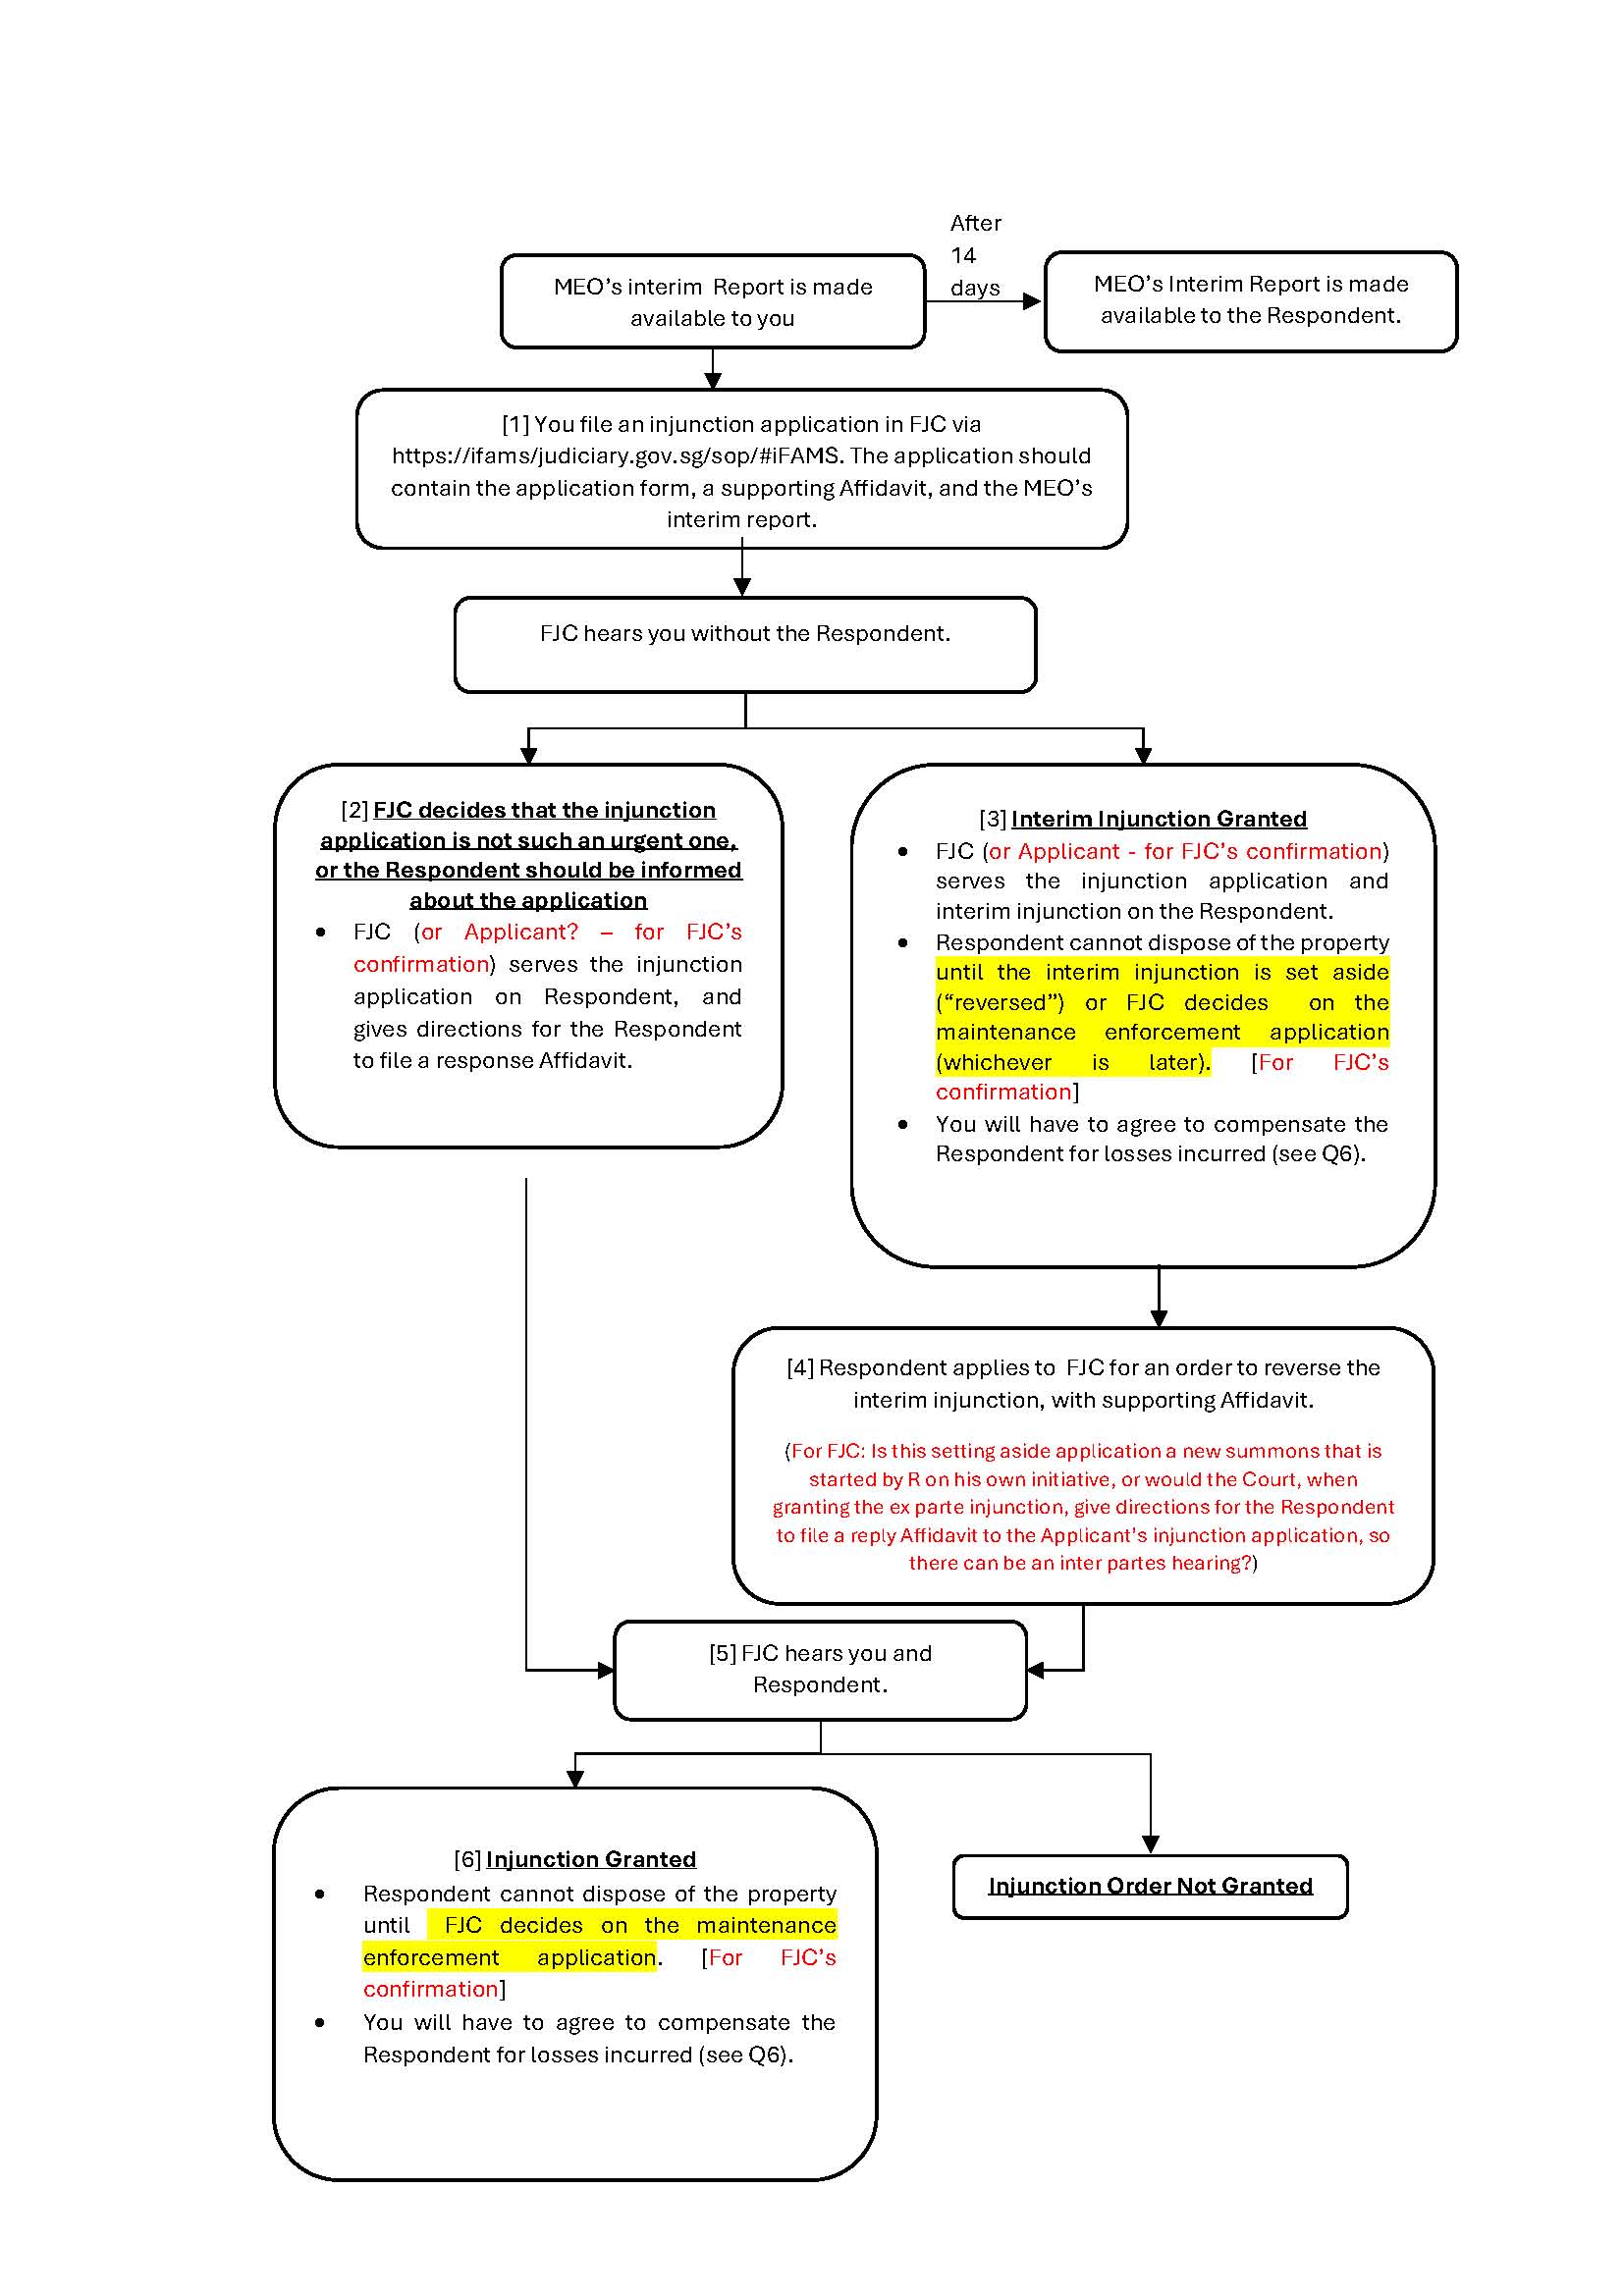 After
14
days
MEO’s interim  Report is made
available to you
MEO’s Interim Report is made
available to the Respondent.
[1] You file an injunction application in FJC via
https://ifams/judiciary.gov.sg/sop/#iFAMS. The application should
contain the application form, a supporting Affidavit, and the MEO’s
interim report.
FJC hears you without the Respondent.
[2] FJC decides that the injunction
application is not such an urgent one,
or the Respondent should be informed
about the application
• FJC (or Applicant? – for FJC’s
confirmation) serves the injunction
application on Respondent, and
gives directions for the Respondent
to file a response Affidavit.
[3] Interim Injunction Granted
• FJC (or Applicant - for FJC’s confirmation)
serves the injunction application and
interim injunction on the Respondent.
• Respondent cannot dispose of the property
until the interim injunction is set aside
(“reversed”) or FJC decides  on the
maintenance enforcement application
(whichever is later). [For FJC’s
confirmation]
• You will have to agree to compensate the
Respondent for losses incurred (see Q6).
[4] Respondent applies to  FJC for an order to reverse the
interim injunction, with supporting Affidavit.
(For FJC: Is this setting aside application a new summons that is
started by R on his own initiative, or would the Court, when
granting the ex parte injunction, give directions for the Respondent
to file a reply Affidavit to the Applicant’s injunction application, so
there can be an inter partes hearing?)
[5] FJC hears you and
Respondent.
[6] Injunction Granted
• Respondent cannot dispose of the property
until  FJC decides on the maintenance
enforcement application. [For FJC’s
confirmation]
• You will have to agree to compensate the
Respondent for losses incurred (see Q6).
Injunction Order Not Granted